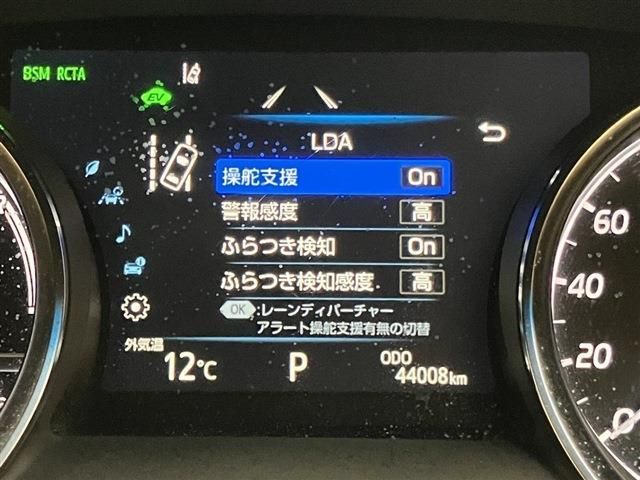 BSM RCTA
EV
LDA
操舵支援 On
警報感度 高
ふらつき検知 On
ふらつき検知感度 高
OK :レーンディパーチャー
アラート操舵支援有無の切替
外気温
12℃
P
ODO
44008km
60
40
20
0